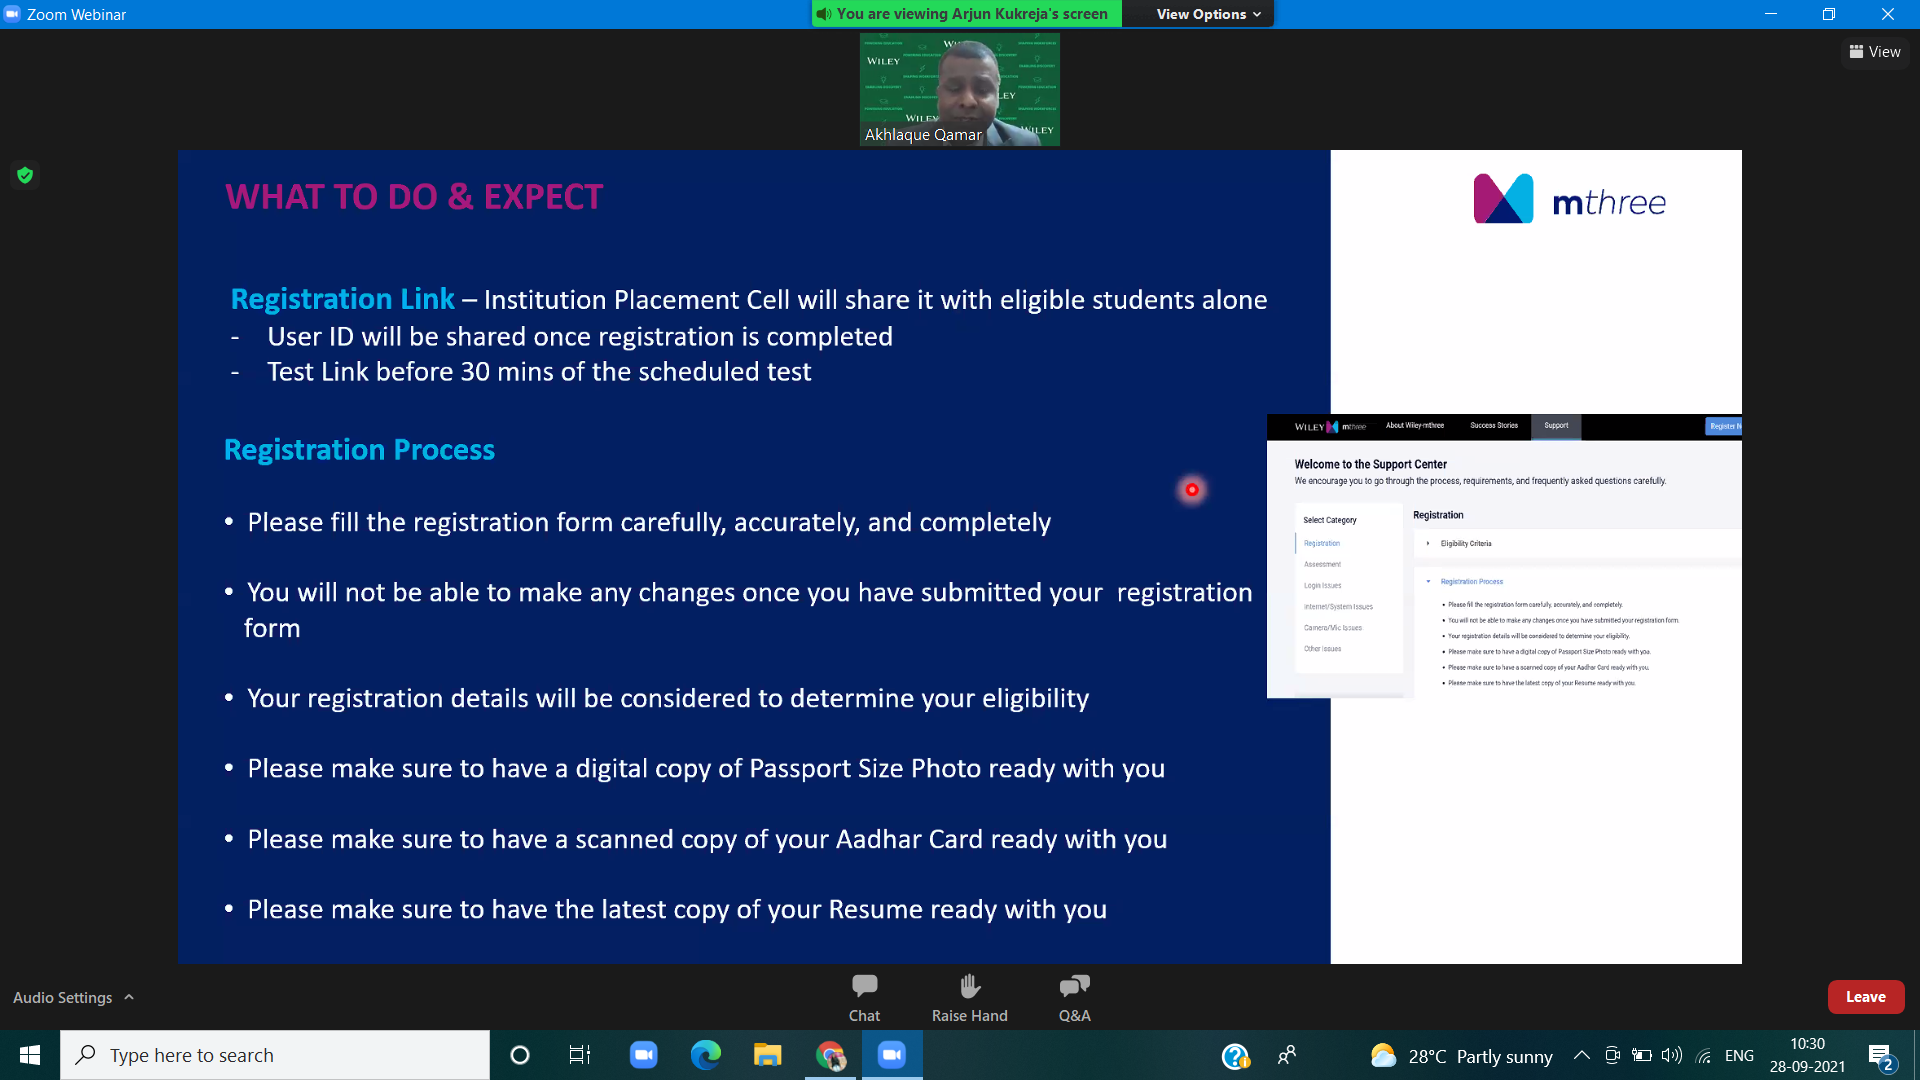 Zoom Webinar
You are viewing Arjun Kukreja's screen
View Options
View
WILEY
WILEY
WILEY
Akhlaque Qamar
WHAT TO DO & EXPECT
mthree
Registration Link – Institution Placement Cell will share it with eligible students alone
- User ID will be shared once registration is completed
- Test Link before 30 mins of the scheduled test
Registration Process
• Please fill the registration form carefully, accurately, and completely
• You will not be able to make any changes once you have submitted your registration
form
• Your registration details will be considered to determine your eligibility
• Please make sure to have a digital copy of Passport Size Photo ready with you
• Please make sure to have a scanned copy of your Aadhar Card ready with you
• Please make sure to have the latest copy of your Resume ready with you
WILEY mthree About Wiley-mthree Success Stories Support Register
Welcome to the Support Center
We encourage you to go through the process, requirements, and frequently asked questions carefully.
Select Category
Registration
Assessment
Login Issues
Internet/System Issues
Camera/Mic Issues
Other Issues
Registration
Eligibility Criteria
Registration Process
• Please fill the registration form carefully, accurately, and completely.
• You will not be able to make any changes once you have submitted your registration form.
• Your registration details will be considered to determine your eligibility.
• Please make sure to have a digital copy of Passport Size Photo ready with you.
• Please make sure to have a scanned copy of your Aadhar Card ready with you.
• Please make sure to have the latest copy of your Resume ready with you.
Audio Settings
Chat
Raise Hand
Q&A
Leave
Type here to search
28°C Partly sunny
ENG
10:30
28-09-2021
2